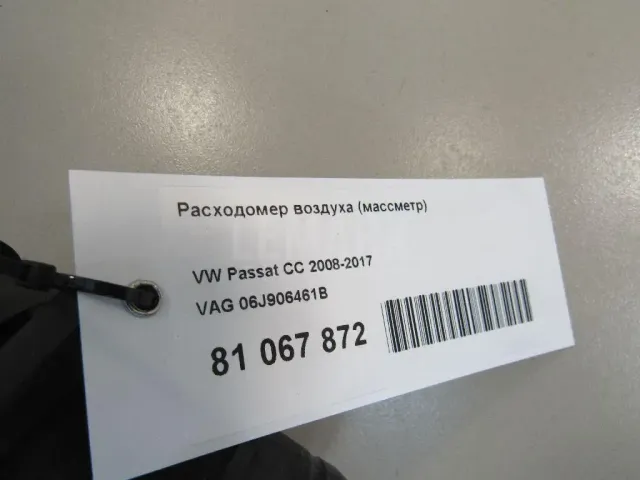 Расходомер воздуха (массметр)
VW Passat CC 2008-2017
VAG 06J906461B
81 067 872